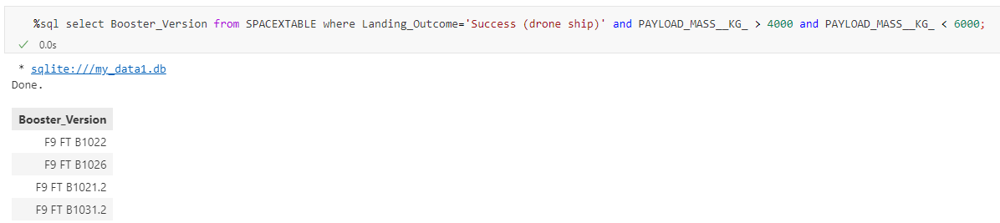 %sql select Booster_Version from SPACEXTABLE where Landing_Outcome='Success (drone ship)' and PAYLOAD_MASS__KG_ > 4000 and PAYLOAD_MASS__KG_ < 6000;
✓ 0.0s
* sqlite:///my_data1.db
Done.
Booster_Version
F9 FT B1022
F9 FT B1026
F9 FT B1021.2
F9 FT B1031.2